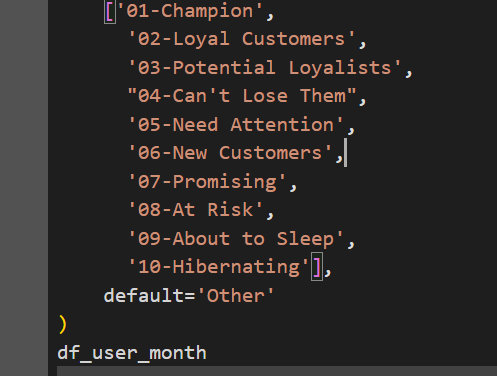 ['01-Champion',
'02-Loyal Customers',
'03-Potential Loyalists',
"04-Can't Lose Them",
'05-Need Attention',
'06-New Customers',
'07-Promising',
'08-At Risk',
'09-About to Sleep',
'10-Hibernating'],
default='Other'
)
df_user_month